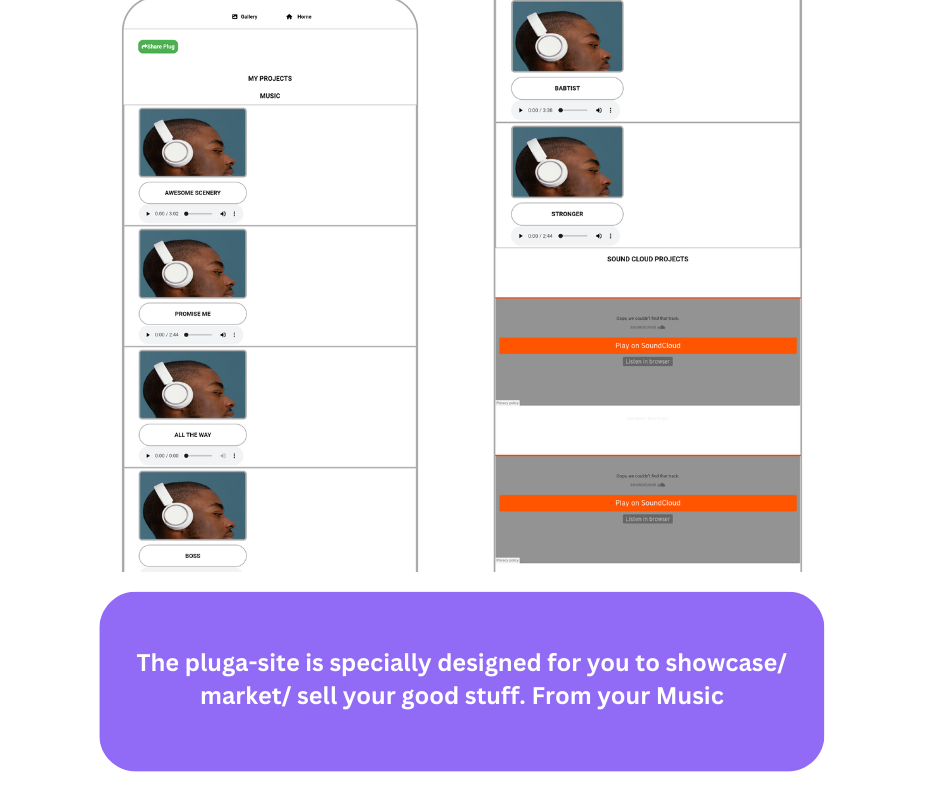 Gallery Home
Share Plug
MY PROJECTS
MUSIC
AWESOME SCENERY
0:00 / 3:02
PROMISE ME
0:00 / 2:44
ALL THE WAY
0:00 / 0:00
BOSS
BABTIST
0:00 / 3:38
STRONGER
0:00 / 2:44
SOUND CLOUD PROJECTS
Oops, we couldn't find that track.
Play on SoundCloud
Listen in browser
Privacy policy
Oops, we couldn't find that track.
Play on SoundCloud
Listen in browser
Privacy policy
The pluga-site is specially designed for you to showcase/
market/ sell your good stuff. From your Music